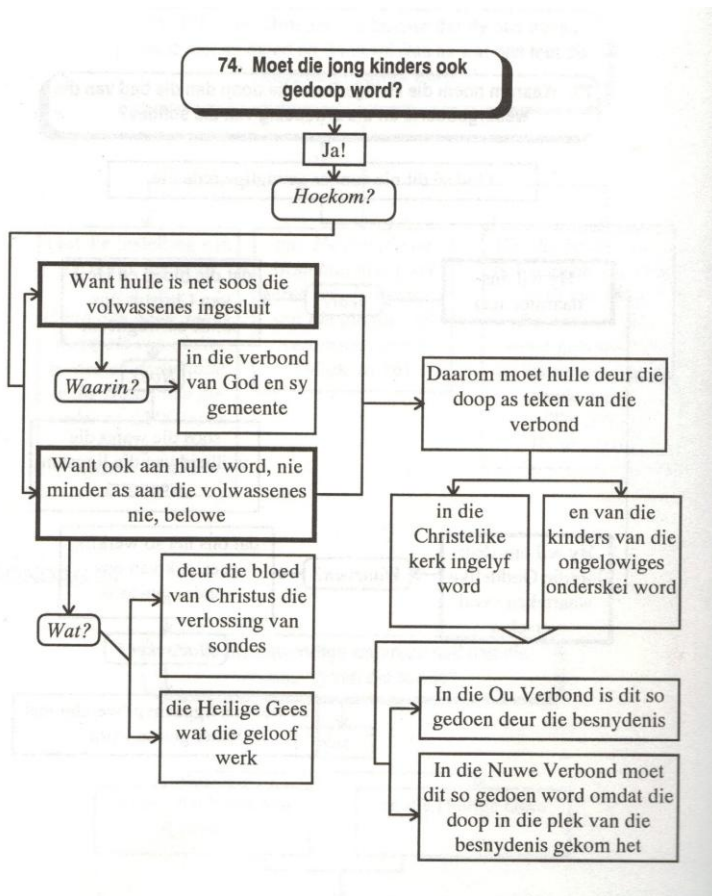 74. Moet die jong kinders ook
gedoop word?
Ja!
Hoekom?
Want hulle is net soos die
volwassenes ingesluit
Waarin?
in die verbond
van God en sy
gemeente
Want ook aan hulle word, nie
minder as aan die volwassenes
nie, belowe
Wat?
deur die bloed
van Christus die
verlossing van
sondes
die Heilige Gees
wat die geloof
werk
Daarom moet hulle deur die
doop as teken van die
verbond
in die
Christelike
kerk ingelyf
word
en van die
kinders van die
ongelowiges
onderskei word
In die Ou Verbond is dit so
gedoen deur die besnydenis
In die Nuwe Verbond moet
dit so gedoen word omdat die
doop in die plek van die
besnydenis gekom het